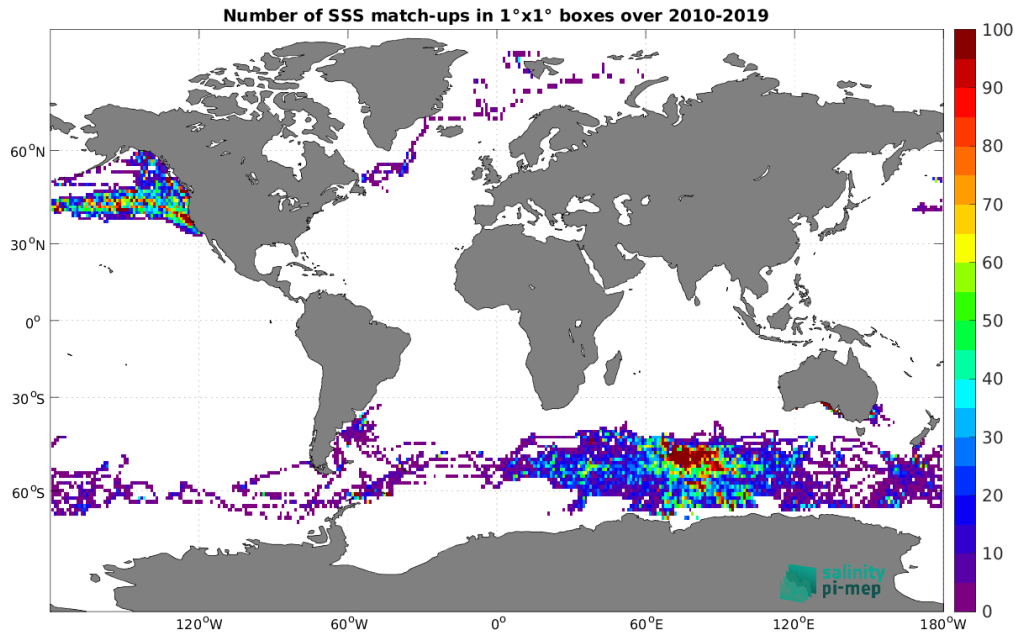 Number of SSS match-ups in 1°x1° boxes over 2010-2019
100
90
80
70
60
50
40
30
20
10
0
60°N
30°N
0°
30°S
60°S
salinity
pi-mep
120°W 60°W 0° 60°E 120°E 180°W